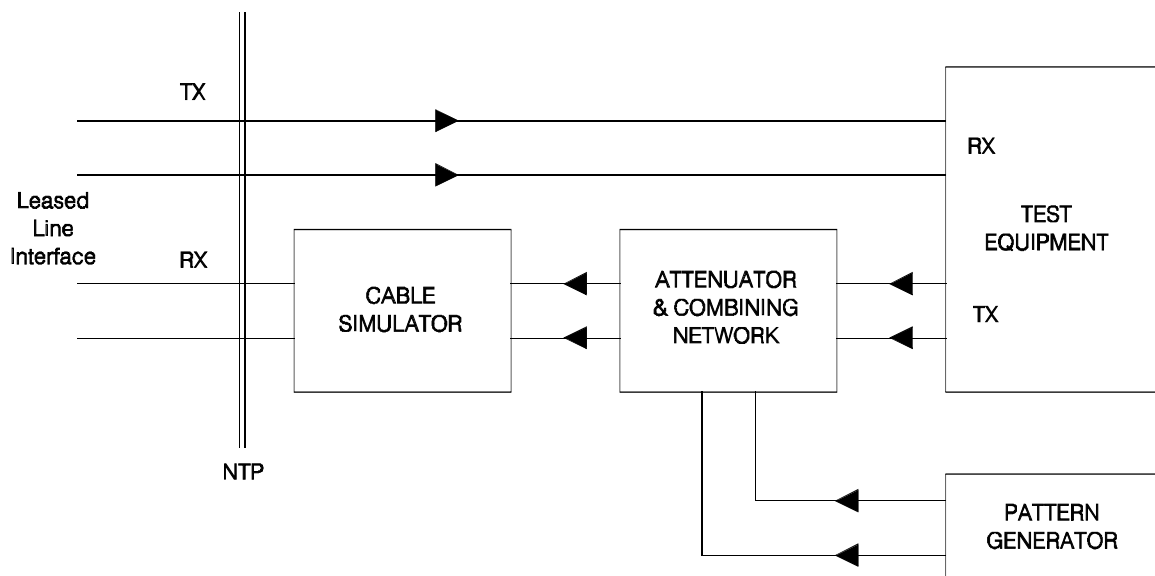 TX
RX
TEST
EQUIPMENT
Leased
Line
Interface
RX
CABLE
SIMULATOR
ATTENUATOR
& COMBINING
NETWORK
TX
NTP
PATTERN
GENERATOR